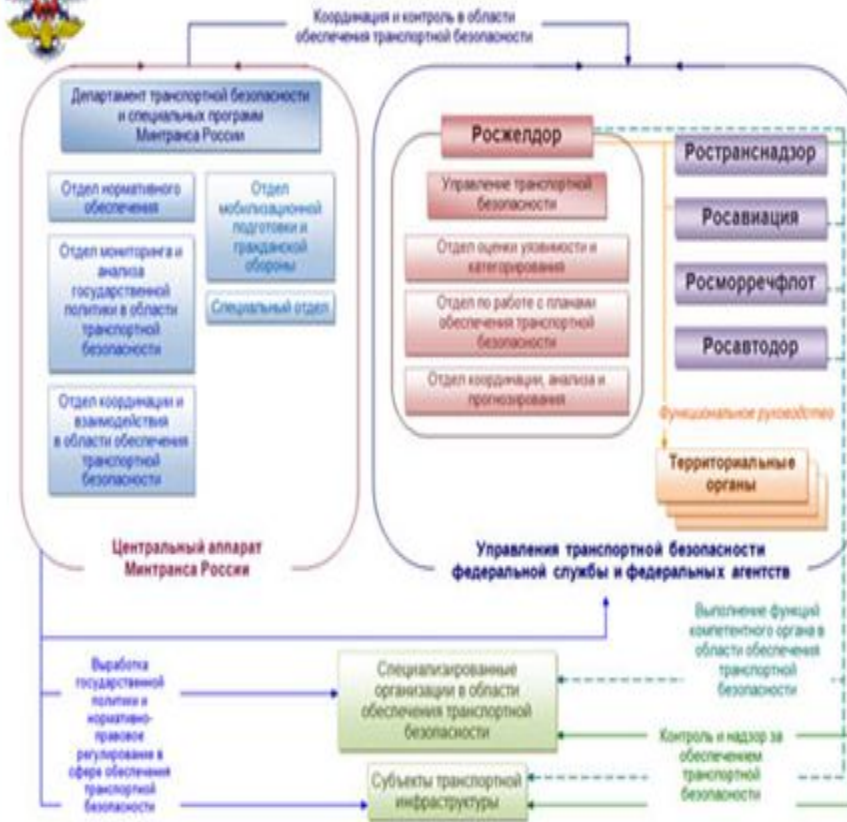 Координация и контроль в области
обеспечения транспортной безопасности
Департамент транспортной безопасности
и специальных программ
Минтранса России
Отдел нормативного
обеспечения
Отдел
мобилизационной
подготовки и
гражданской
обороны
Отдел мониторинга и
анализа
государственной
политики в области
транспортной
безопасности
Специальный отдел
Отдел координации и
взаимодействия
в области обеспечения
транспортной
безопасности
Центральный аппарат
Минтранса России
Росжелдор
Управление транспортной
безопасности
Отдел оценки уязвимости и
категорирования
Отдел по работе с планами
обеспечения транспортной
безопасности
Отдел координации, анализа и
прогнозирования
Ространснадзор
Росавиация
Росморречфлот
Росавтодор
Функциональное руководство
Территориальные
органы
Управления транспортной безопасности
федеральной службы и федеральных агентств
Выработка
государственной
политики и
нормативно-
правовое
регулирование в
сфере обеспечения
транспортной
безопасности
Специализированные
организации в области
обеспечения транспортной
безопасности
Субъекты транспортной
инфраструктуры
Выполнение функций
компетентного органа в
области обеспечения
транспортной
безопасности
Контроль и надзор за
обеспечением
транспортной
безопасности